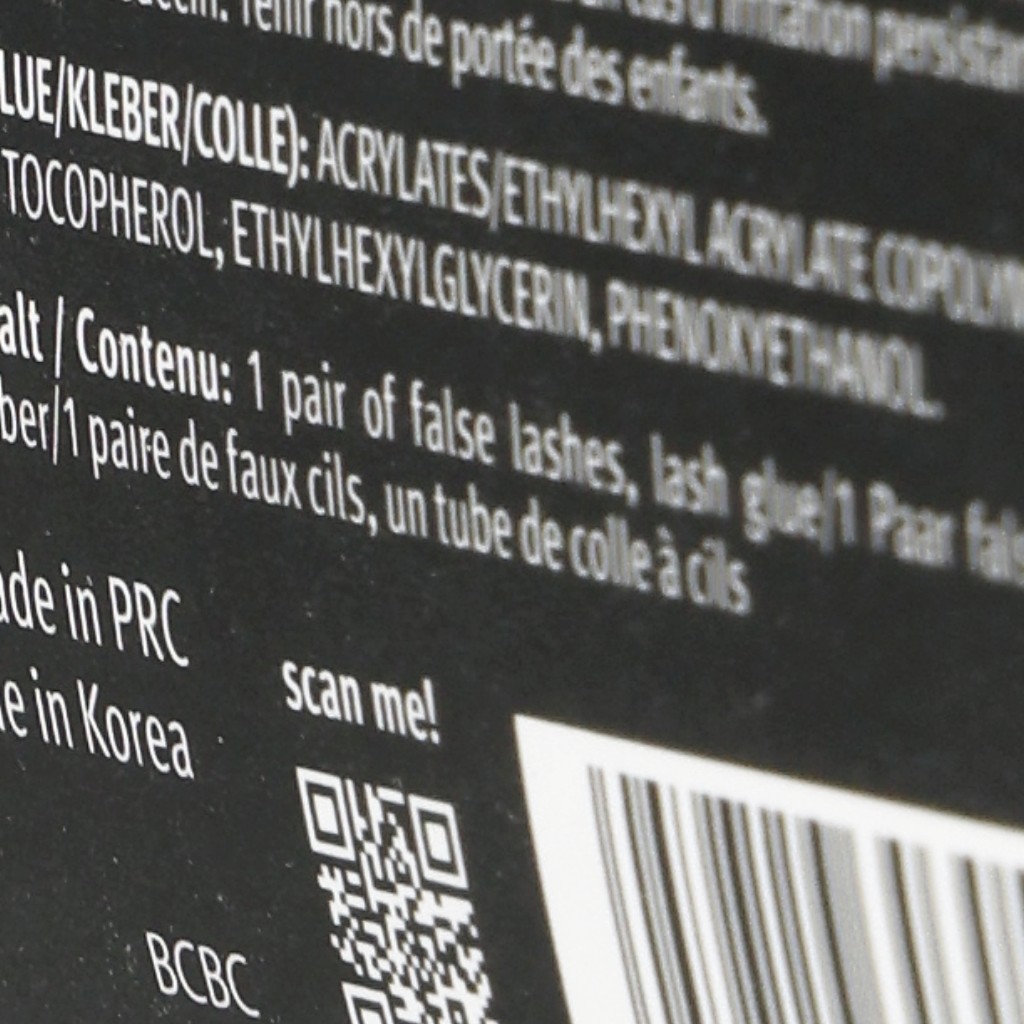 Tenir hors de portée des enfants.
LUE/KLEBER/COLLE): ACRYLATES/ETHYLHEXYL ACRYLATE COPOLYM
TOCOPHEROL, ETHYLHEXYLGLYCERIN, PHENOXYETHANOL.
alt / Contenu: 1 pair of false lashes, lash glue/1 Paar fals
ber/1 paire de faux cils, un tube de colle à cils
ade in PRC
e in Korea
scan me!
BCBC